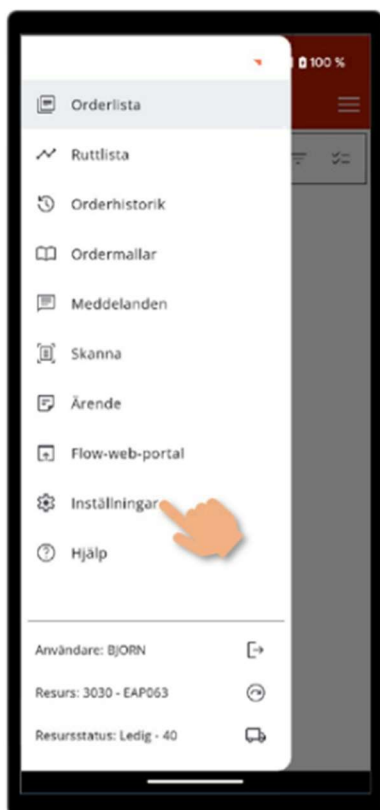 100 %
Orderlista
Ruttlista
Orderhistorik
Ordermallar
Meddelanden
Skanna
Ärende
Flow-web-portal
Inställningar
Hjälp
Användare: BJORN
Resurs: 3030 - EAP063
Resursstatus: Ledig - 40